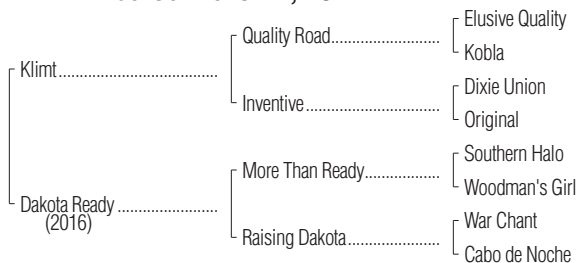 Elusive Quality
Quality Road
Kobla
Klimt
Dixie Union
Inventive
Original
Southern Halo
More Than Ready
Woodman's Girl
Dakota Ready
(2016)
War Chant
Raising Dakota
Cabo de Noche